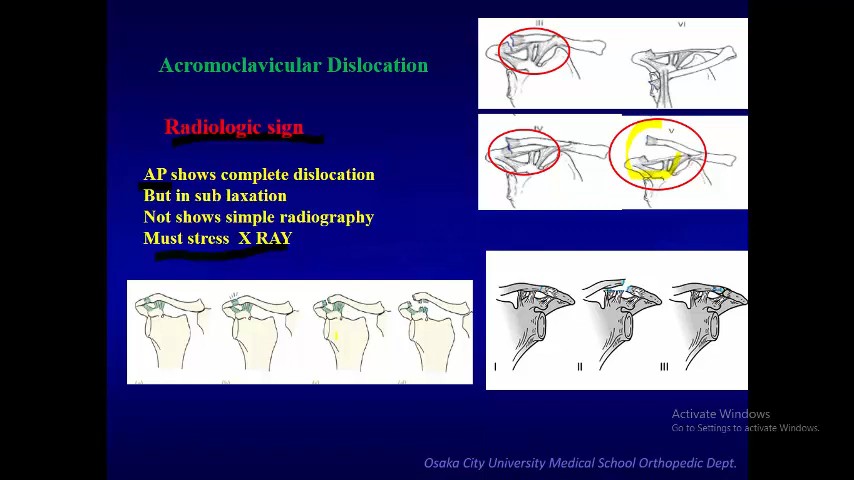 Acromoclavicular Dislocation
Radiologic sign
AP shows complete dislocation
But in sub laxation
Not shows simple radiography
Must stress X RAY
iii
vi
iv
v
I
II
III
Activate Windows
Go to Settings to activate Windows.
Osaka City University Medical School Orthopedic Dept.